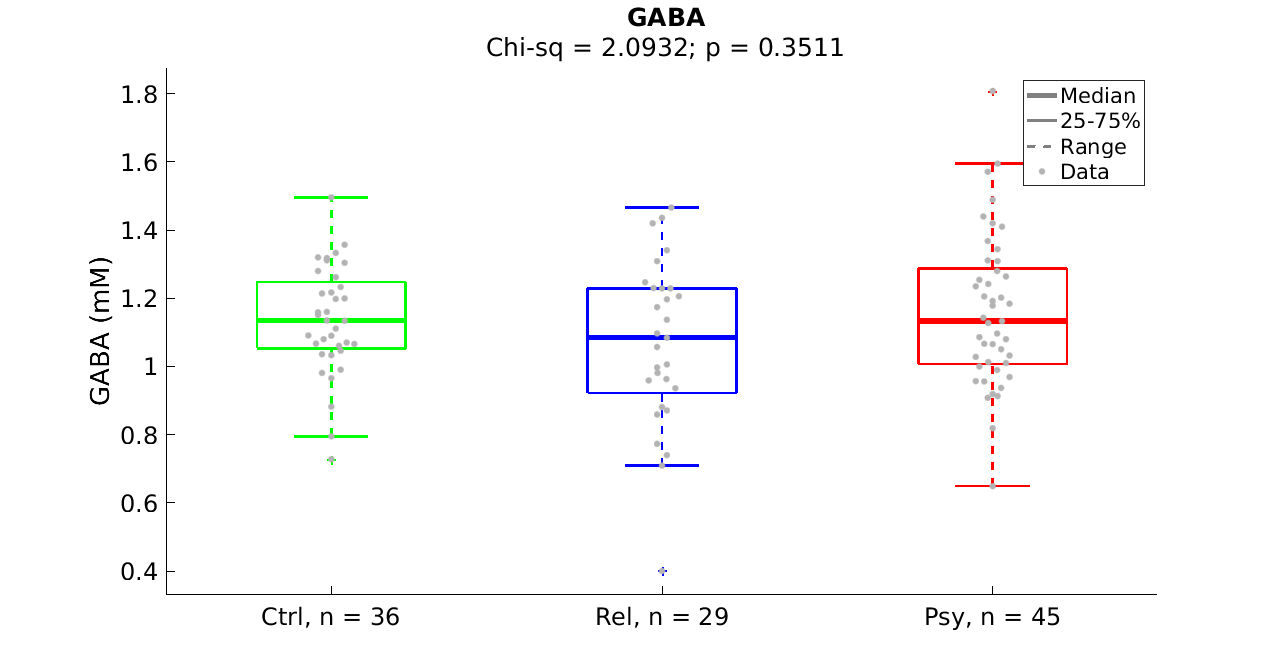 GABA
Chi-sq = 2.0932; p = 0.3511
GABA (mM)
1.8
1.6
1.4
1.2
1
0.8
0.6
0.4
Median
25-75%
Range
Data
Ctrl, n = 36
Rel, n = 29
Psy, n = 45